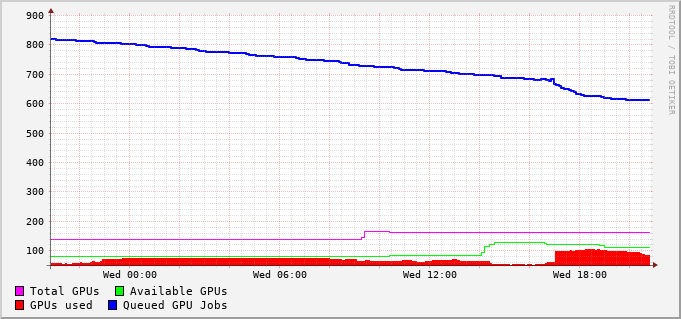 900
800
700
600
500
400
300
200
100
Wed 00:00 Wed 06:00 Wed 12:00 Wed 18:00
Total GPUs Available GPUs
GPUs used Queued GPU Jobs
RRDTOOL / TOBI OETIKER